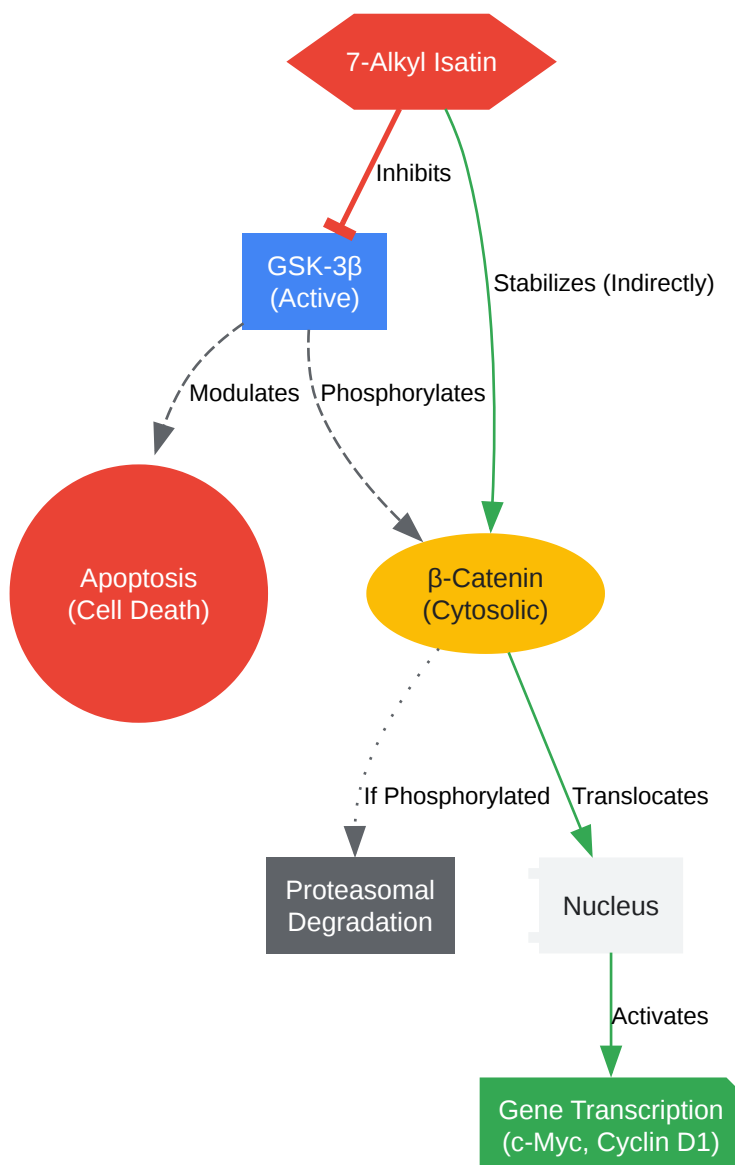 7-Alkyl Isatin
Inhibits
GSK-3β
(Active)
Stabilizes (Indirectly)
Modulates
Phosphorylates
Apoptosis
(Cell Death)
β-Catenin
(Cytosolic)
If Phosphorylated
Translocates
Proteasomal
Degradation
Nucleus
Activates
Gene Transcription
(c-Myc, Cyclin D1)